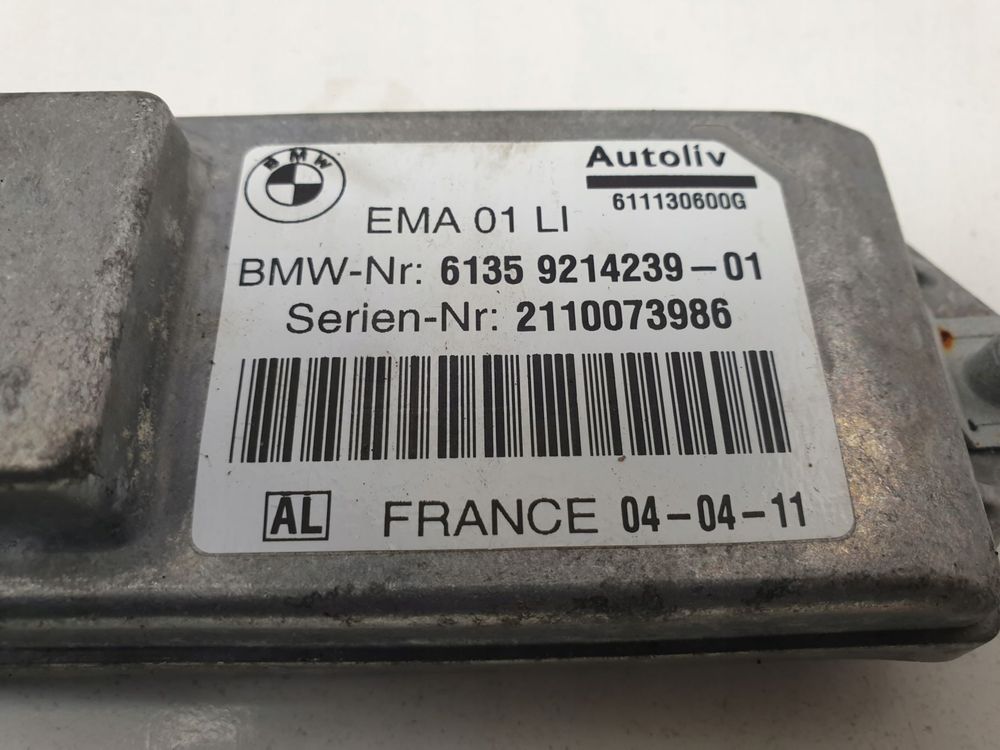 BMW
Autoliv
611130600G
EMA 01 LI
BMW-Nr: 6135 9214239-01
Serien-Nr: 2110073986
AL FRANCE 04-04-11